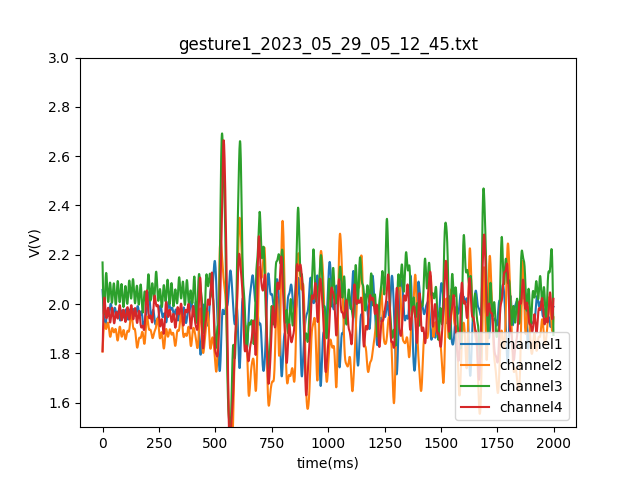 gesture1_2023_05_29_05_12_45.txt
3.0
2.8
2.6
2.4
2.2
2.0
1.8
1.6
V(V)
channel1
channel2
channel3
channel4
0 250 500 750 1000 1250 1500 1750 2000
time(ms)